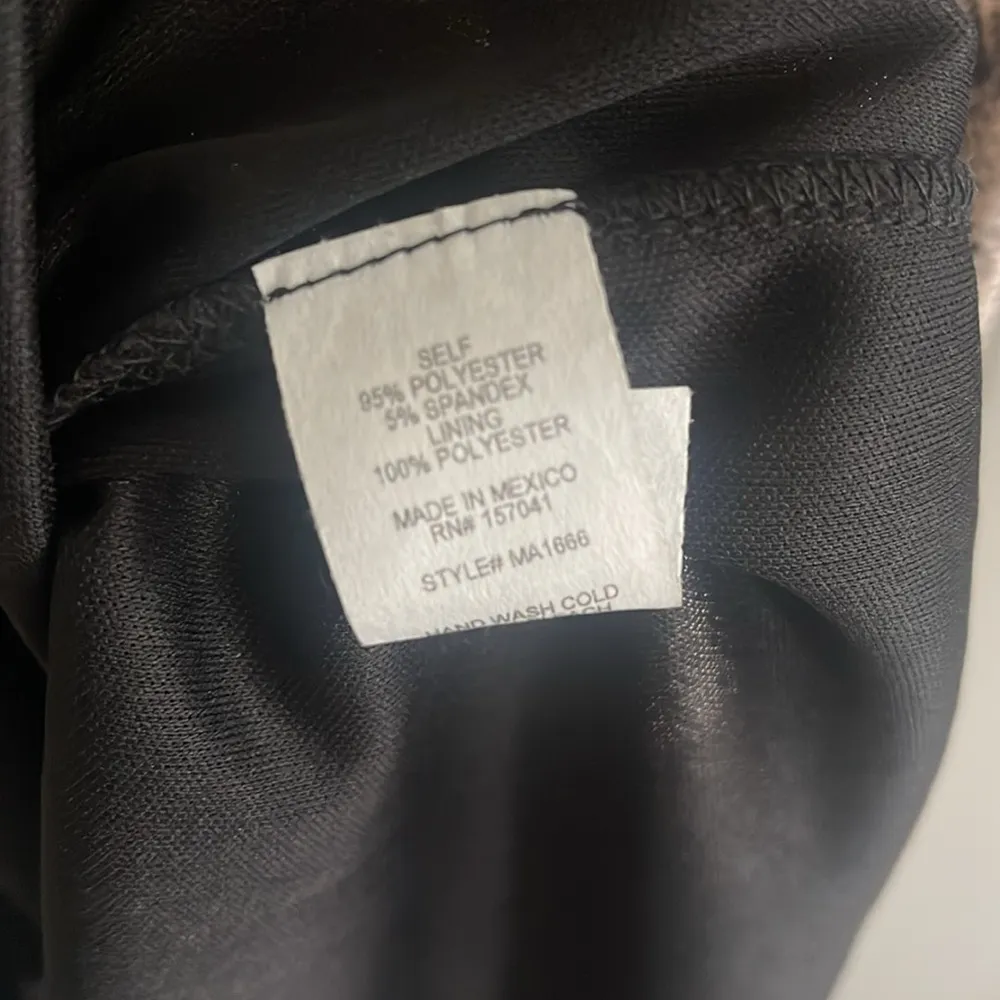 SELF
95% POLYESTER
5% SPANDEX
LINING
100% POLYESTER
MADE IN MEXICO
RN# 157041
STYLE# MA1666
HAND WASH COLD